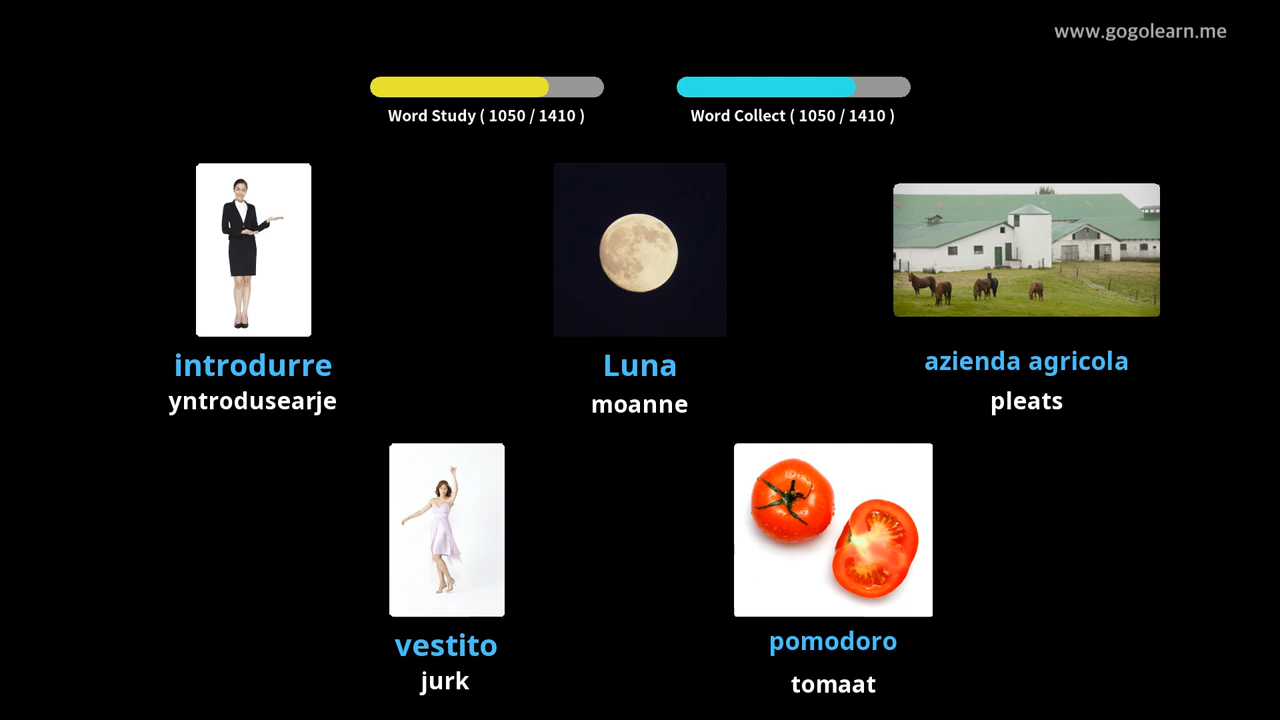 www.gogolearn.me
Word Study ( 1050 / 1410 )
Word Collect ( 1050 / 1410 )
introdurre
yntrodusearje
Luna
moanne
azienda agricola
pleats
vestito
jurk
pomodoro
tomaat